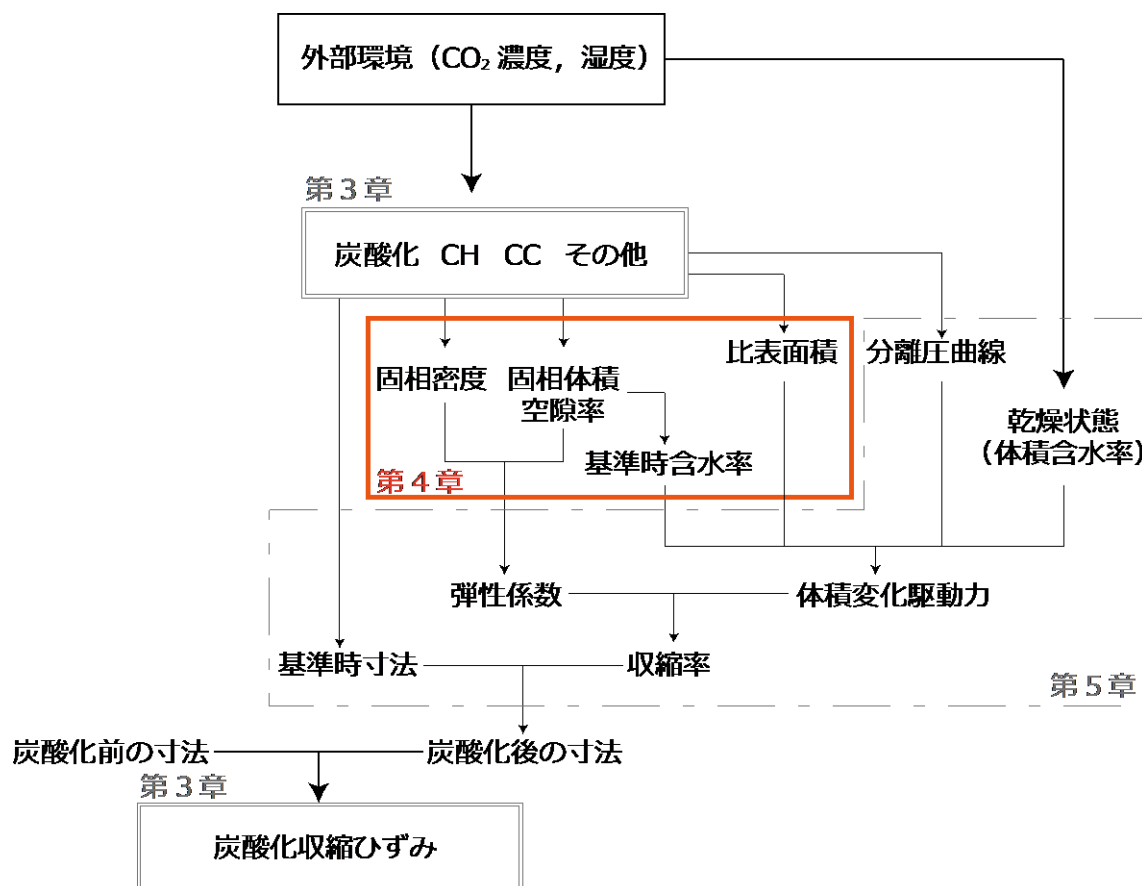 外部環境（CO₂ 濃度，湿度）
第３章
炭酸化 CH CC その他
固相密度
固相体積
空隙率
比表面積
分離圧曲線
乾燥状態
（体積含水率）
基準時含水率
第４章
弾性係数
体積変化駆動力
基準時寸法
収縮率
第５章
炭酸化前の寸法
炭酸化後の寸法
第３章
炭酸化収縮ひずみ